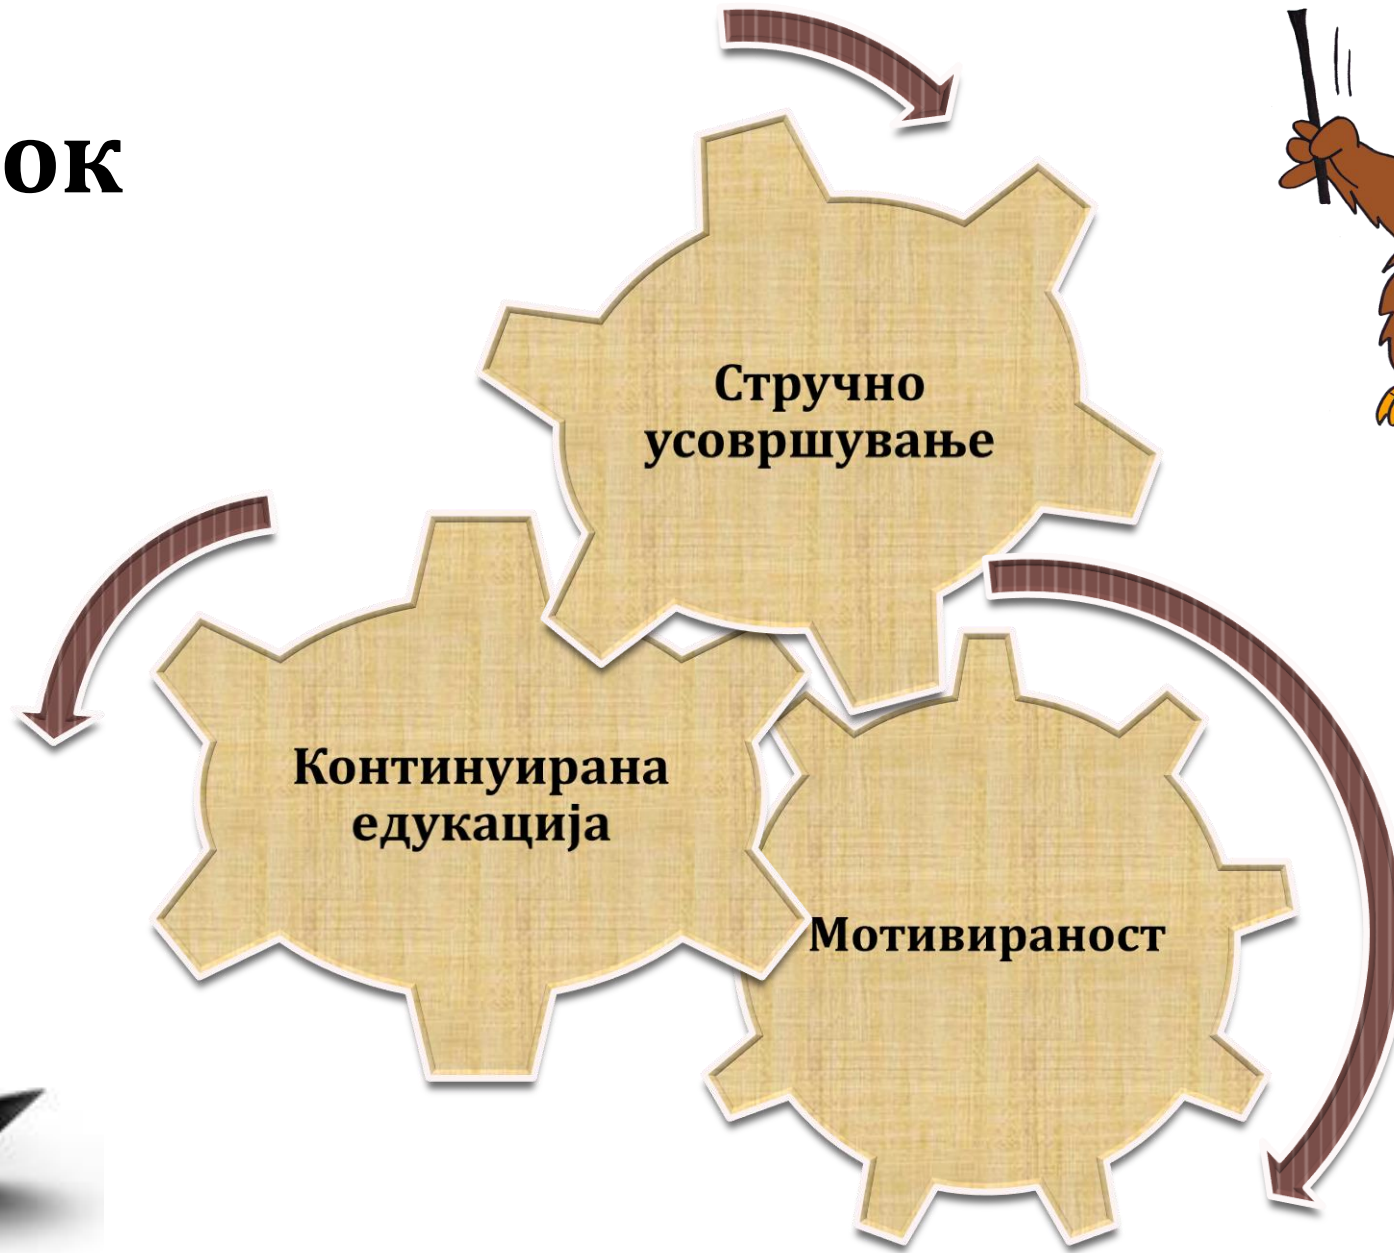 ок
Стручно
усовршување
Континуирана
едукација
Мотивираност